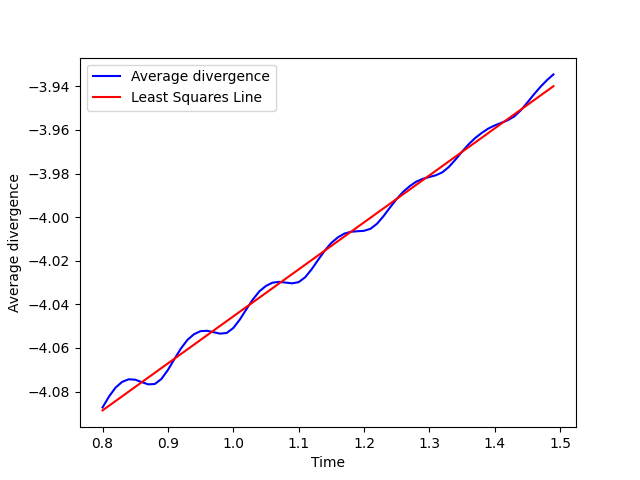 Average divergence
Least Squares Line
−3.94
−3.96
−3.98
−4.00
−4.02
−4.04
−4.06
−4.08
Average divergence
0.8 0.9 1.0 1.1 1.2 1.3 1.4 1.5
Time